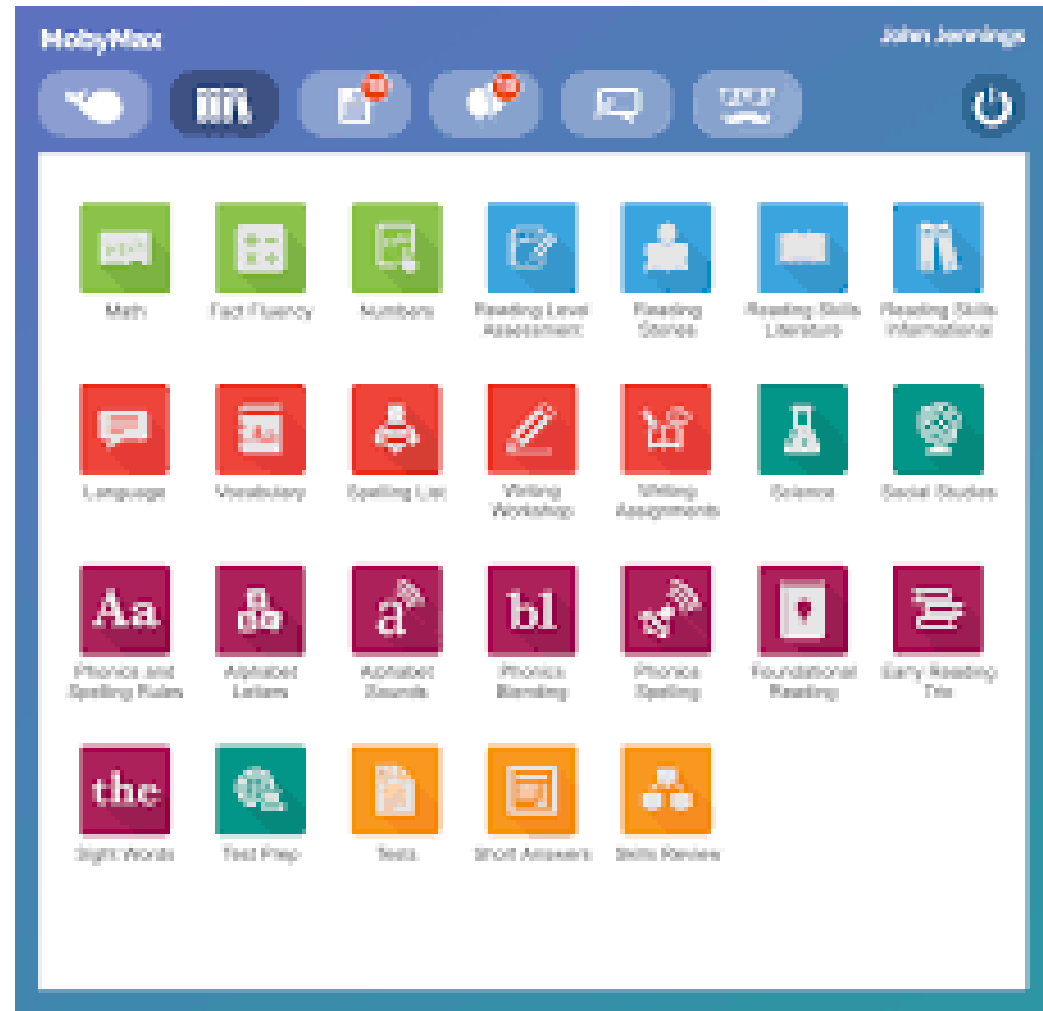 MobyMax
John Jennings
10
10
Math
Fact Fluency
Numbers
Reading Level
Assessment
Reading
Stories
Reading Skills
Literature
Reading Skills
Informational
Language
Vocabulary
Aa
Spelling List
Writing
Workshop
Writing
Assignments
Science
Social Studies
Aa
Phonics and
Spelling Rules
Alphabet
Letters
a
Alphabet
Sounds
bl
Phonics
Blending
Phonics
Spelling
Foundational
Reading
Early Reading
the
Sight Words
Test Prep
Tests
Short Answers
Skills Review